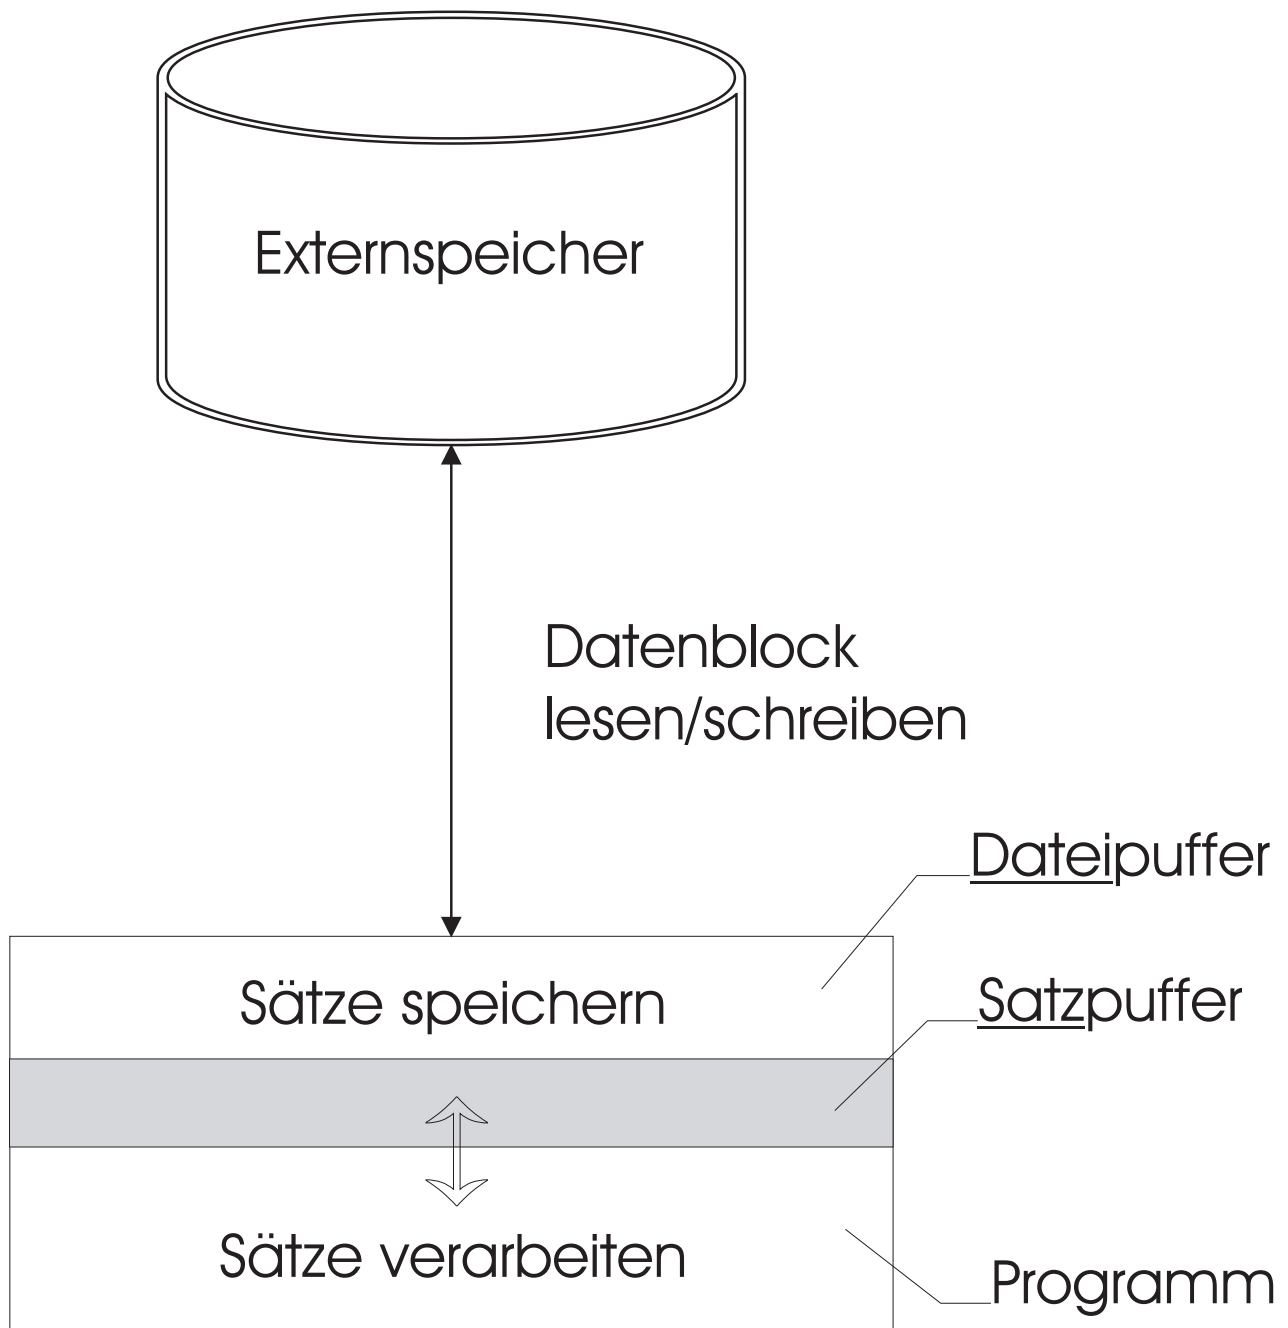 Externspeicher
Datenblock
lesen/schreiben
Dateipuffer
Sätze speichern
Satzpuffer
Sätze verarbeiten
Programm